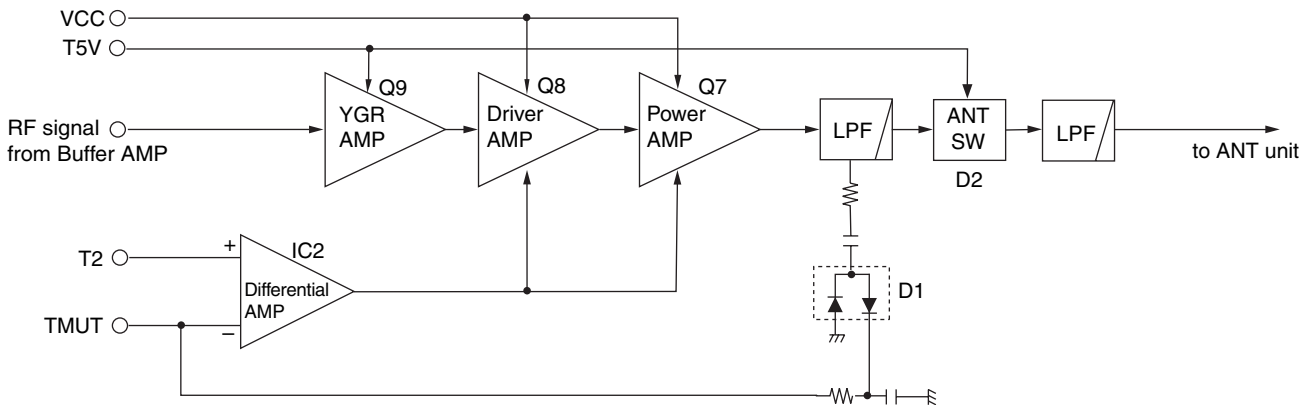 VCC
T5V
Q9
Q8
Q7
YGR
AMP
Driver
AMP
Power
AMP
LPF
ANT
SW
LPF
RF signal
from Buffer AMP
to ANT unit
D2
T2
+
IC2
Differential
AMP
D1
TMUT
–